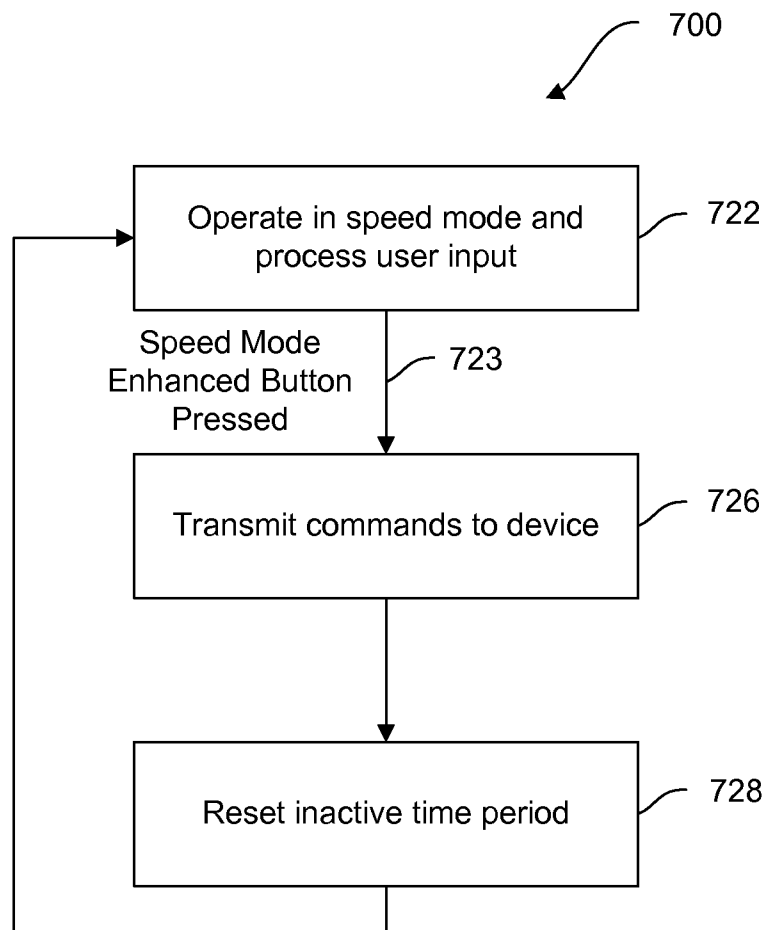 700
Operate in speed mode and
process user input
722
Speed Mode
Enhanced Button
Pressed
723
Transmit commands to device
726
Reset inactive time period
728